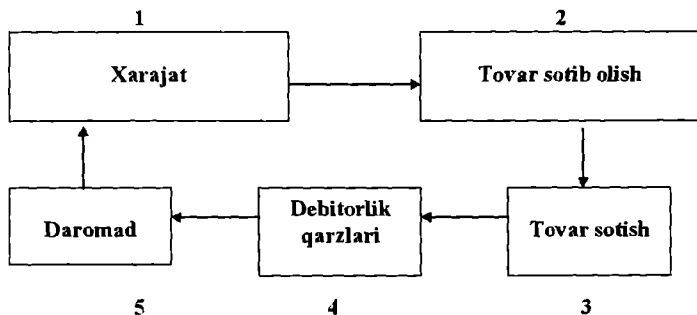 1
2
Xarajat
Tovar sotib olish
Daromad
Debitorlik
qarzlari
Tovar sotish
5
4
3